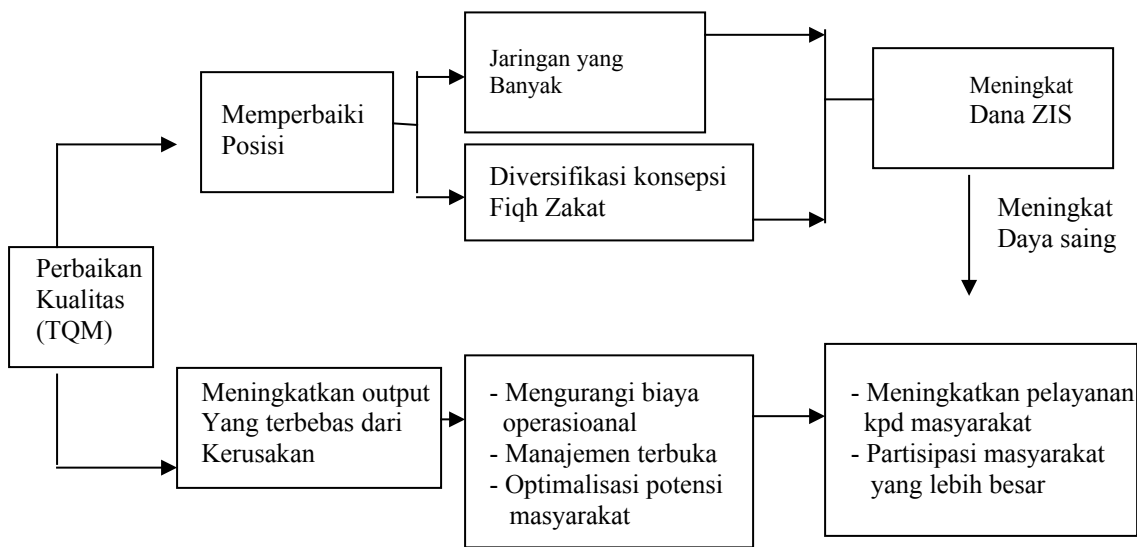 Jaringan yang
Banyak
Memperbaiki
Posisi
Meningkat
Dana ZIS
Diversifikasi konsepsi
Fiqh Zakat
Meningkat
Daya saing
Perbaikan
Kualitas
(TQM)
Meningkatkan output
Yang terbebas dari
Kerusakan
- Mengurangi biaya
operasioanal
- Manajemen terbuka
- Optimalisasi potensi
masyarakat
- Meningkatkan pelayanan
kpd masyarakat
- Partisipasi masyarakat
yang lebih besar